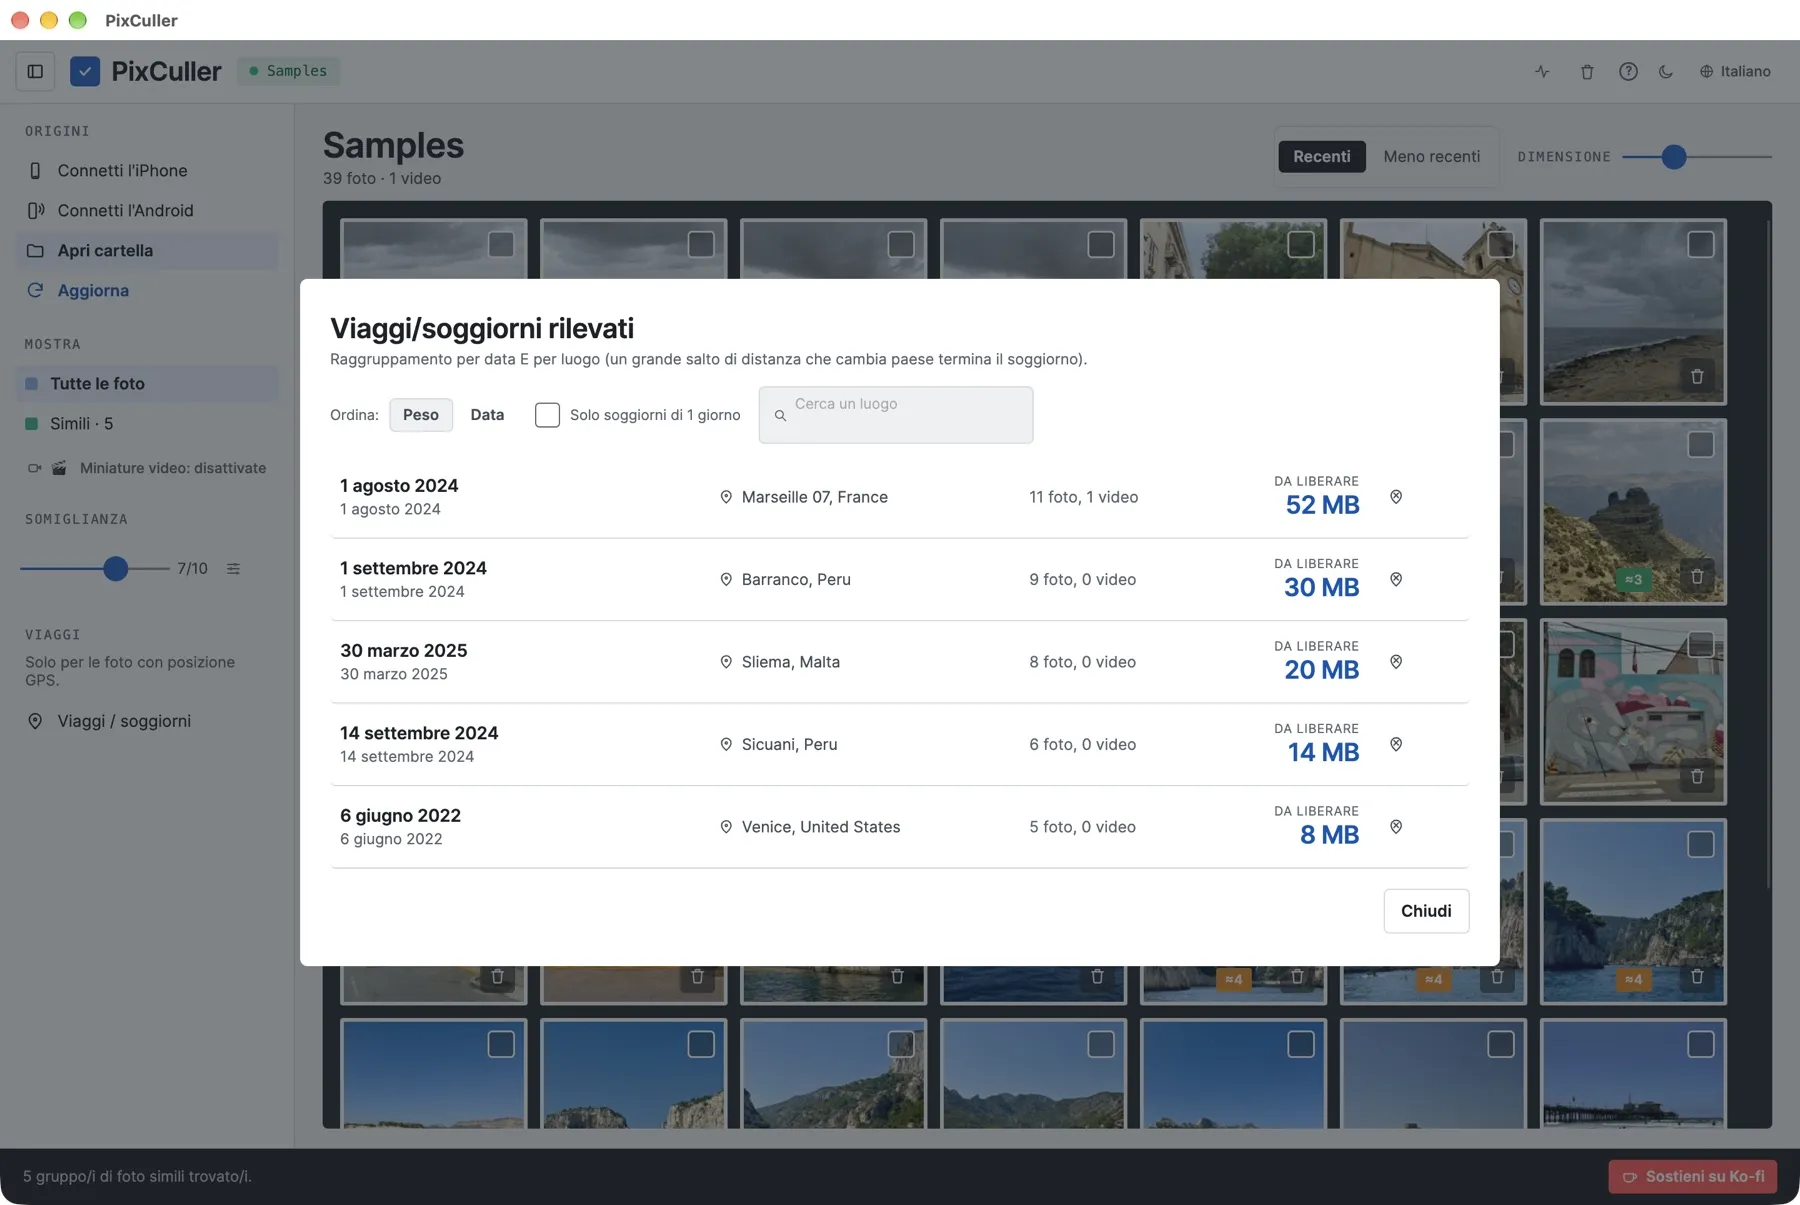 PixCuller
PixCuller
Samples
Italiano
ORIGINI
Connetti l'iPhone
Connetti l'Android
Apri cartella
Aggiorna
MOSTRA
Tutte le foto
Simili · 5
Miniature video: disattivate
SOMIGLIANZA
7/10
VIAGGI
Solo per le foto con posizione
GPS.
Viaggi / soggiorni
Samples
39 foto · 1 video
Recenti
Meno recenti
DIMENSIONE
Viaggi/soggiorni rilevati
Raggruppamento per data E per luogo (un grande salto di distanza che cambia paese termina il soggiorno).
Ordina:
Peso
Data
Solo soggiorni di 1 giorno
Cerca un luogo
1 agosto 2024
1 agosto 2024
Marseille 07, France
11 foto, 1 video
DA LIBERARE
52 MB
1 settembre 2024
1 settembre 2024
Barranco, Peru
9 foto, 0 video
DA LIBERARE
30 MB
30 marzo 2025
30 marzo 2025
Sliema, Malta
8 foto, 0 video
DA LIBERARE
20 MB
14 settembre 2024
14 settembre 2024
Sicuani, Peru
6 foto, 0 video
DA LIBERARE
14 MB
6 giugno 2022
6 giugno 2022
Venice, United States
5 foto, 0 video
DA LIBERARE
8 MB
Chiudi
≈3
≈4
≈4
≈4
5 gruppo/i di foto simili trovato/i.
Sostieni su Ko-fi